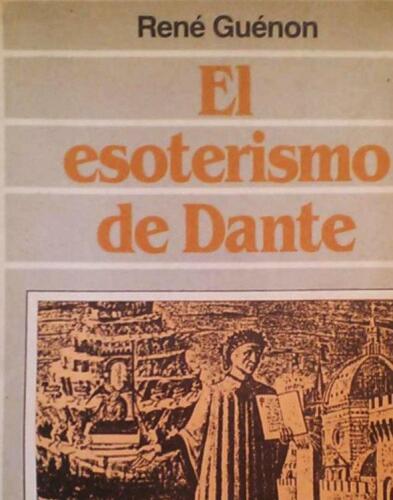 René Guénon
El
esoterismo
de Dante